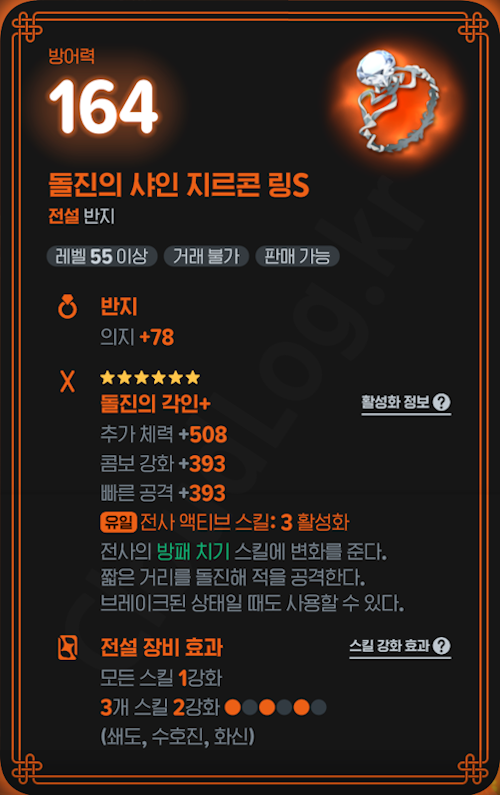 방어력
164
돌진의 샤인 지르콘 링S
전설 반지
레벨 55 이상 거래 불가 판매 가능
반지
의지 +78
돌진의 각인+ 활성화 정보 ?
추가 체력 +508
콤보 강화 +393
빠른 공격 +393
유일 전사 액티브 스킬: 3 활성화
전사의 방패 치기 스킬에 변화를 준다.
짧은 거리를 돌진해 적을 공격한다.
브레이크된 상태일 때도 사용할 수 있다.
전설 장비 효과 스킬 강화 효과 ?
모든 스킬 1강화
3개 스킬 2강화
(쇄도, 수호진, 화신)